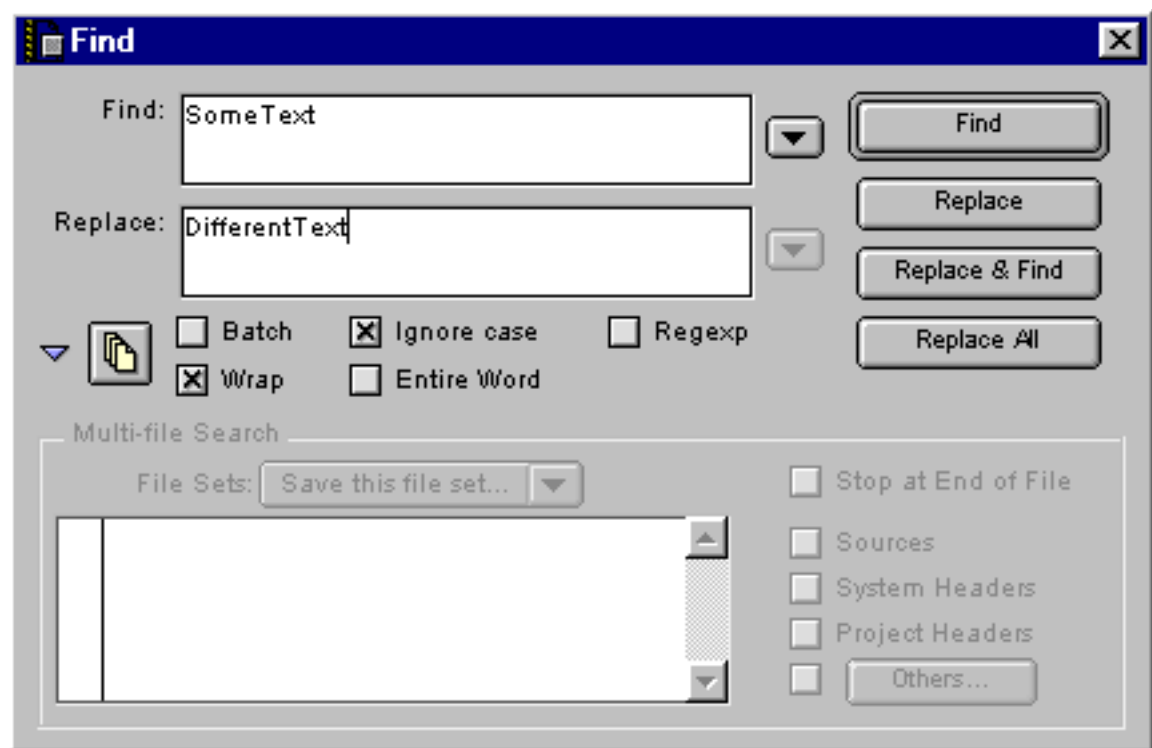 Find
Find: SomeText
Find
Replace: DifferentText
Replace
Replace & Find
Replace All
Batch Ignore case Regexp
Wrap Entire Word
Multi-file Search
File Sets: Save this file set...
Stop at End of File
Sources
System Headers
Project Headers
Others...